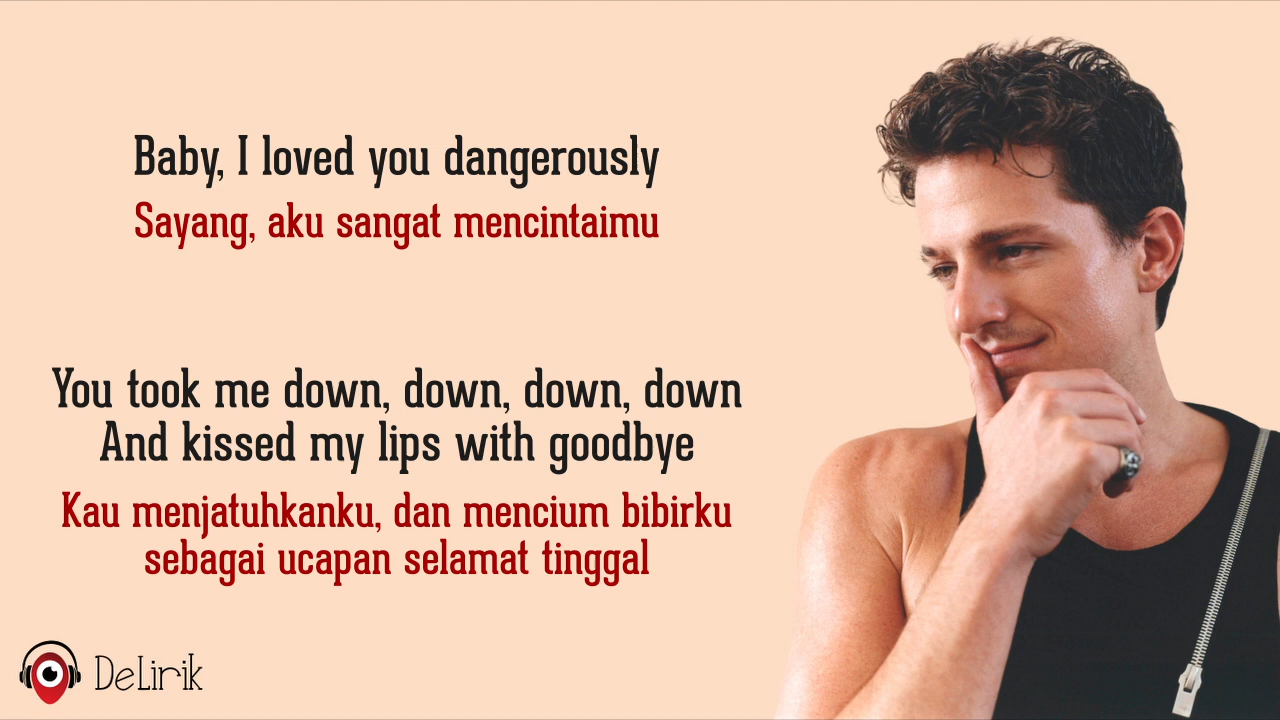 Baby, I loved you dangerously
Sayang, aku sangat mencintaimu
You took me down, down, down, down
And kissed my lips with goodbye
Kau menjatuhkanku, dan mencium bibirku
sebagai ucapan selamat tinggal
DeLirik